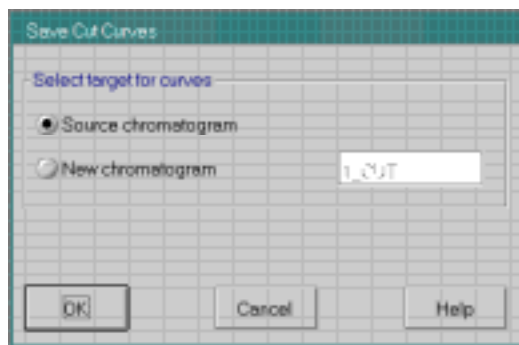 Save Cut Curves
Select target for curves
Source chromatogram
New chromatogram 1_CUT
OK Cancel Help